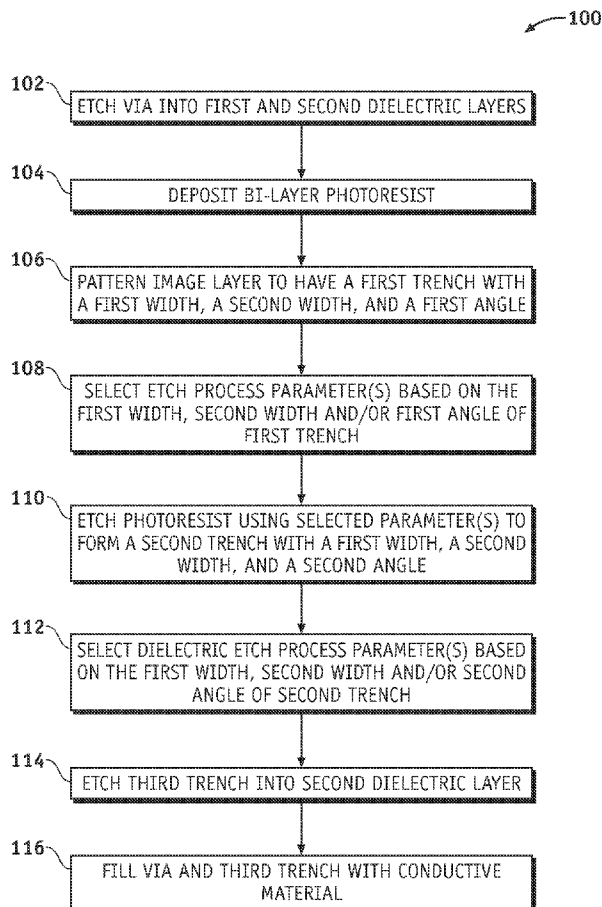 100
102
ETCH VIA INTO FIRST AND SECOND DIELECTRIC LAYERS
104
DEPOSIT BI-LAYER PHOTORESIST
106
PATTERN IMAGE LAYER TO HAVE A FIRST TRENCH WITH
A FIRST WIDTH, A SECOND WIDTH, AND A FIRST ANGLE
108
SELECT ETCH PROCESS PARAMETER(S) BASED ON THE
FIRST WIDTH, SECOND WIDTH AND/OR FIRST ANGLE OF
FIRST TRENCH
110
ETCH PHOTORESIST USING SELECTED PARAMETER(S) TO
FORM A SECOND TRENCH WITH A FIRST WIDTH, A SECOND
WIDTH, AND A SECOND ANGLE
112
SELECT DIELECTRIC ETCH PROCESS PARAMETER(S) BASED
ON THE FIRST WIDTH, SECOND WIDTH AND/OR SECOND
ANGLE OF SECOND TRENCH
114
ETCH THIRD TRENCH INTO SECOND DIELECTRIC LAYER
116
FILL VIA AND THIRD TRENCH WITH CONDUCTIVE
MATERIAL